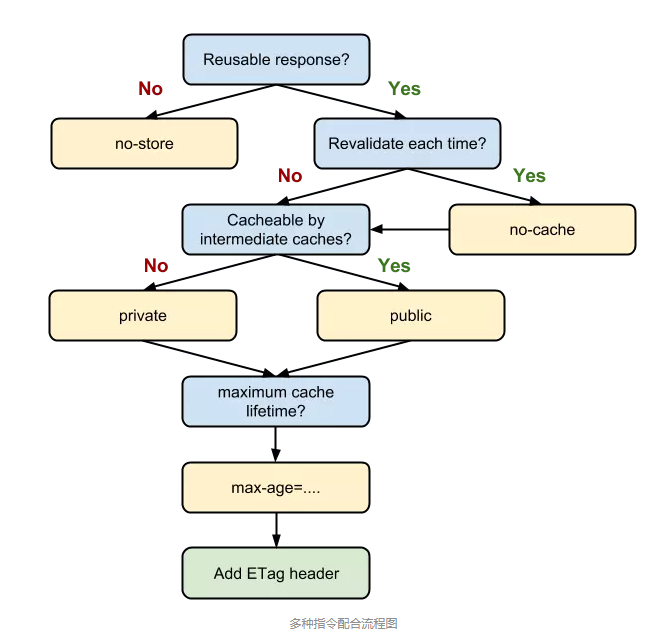 Reusable response?
No
Yes
no-store
Revalidate each time?
No
Yes
Cacheable by
intermediate caches?
no-cache
No
Yes
private
public
maximum cache
lifetime?
max-age=....
Add ETag header
多种指令配合流程图